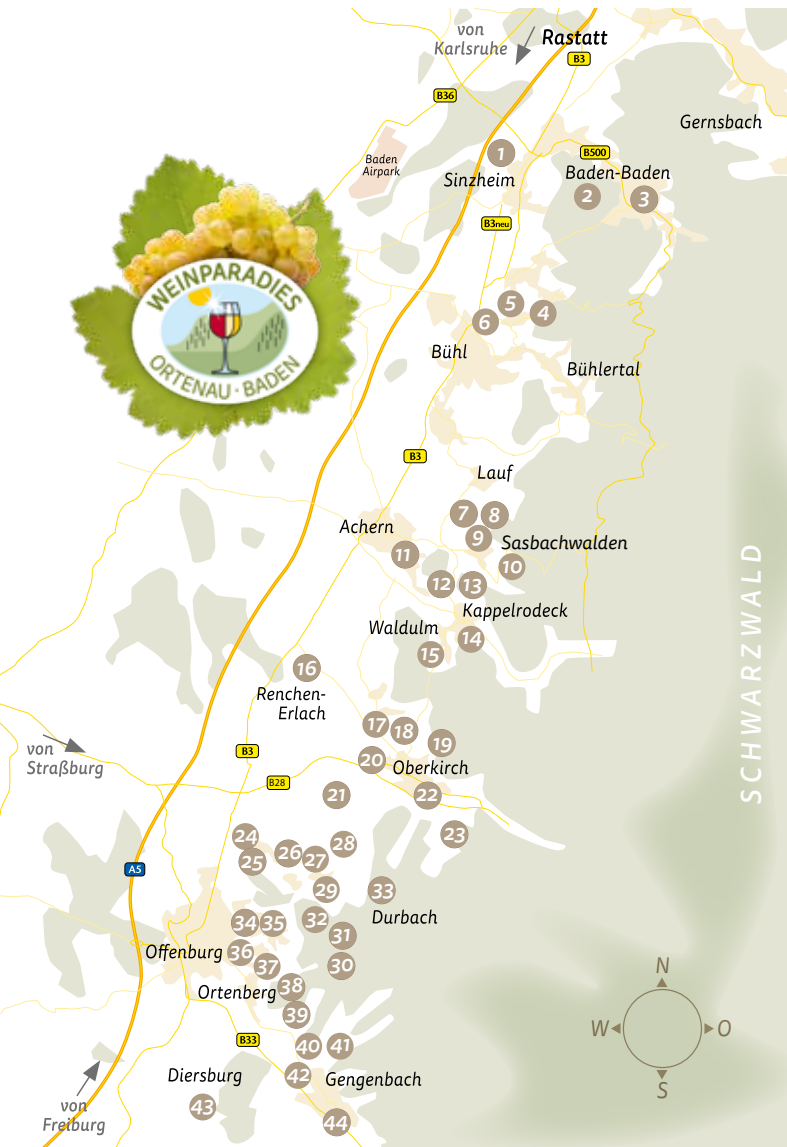 von
Karlsruhe
Rastatt
B3
B36
Gernsbach
B500
Baden
Airpark
1
Sinzheim
Baden-Baden
2
3
B3neu
WEINPARADIES
ORTENAU · BADEN
5
4
6
Bühl
Bühlertal
B3
Lauf
7
8
Achern
9
Sasbachwalden
11
10
12
13
Kappelrodeck
SCHWARZWALD
Waldulm
14
15
16
Renchen-
Erlach
17
18
19
von
Straßburg
B3
20
Oberkirch
B28
21
22
24
23
25
26
27
28
A5
29
33
32
Durbach
34
35
31
Offenburg
36
37
30
N
Ortenberg
38
39
W
O
B33
40
41
S
Diersburg
42
Gengenbach
von
Freiburg
43
44